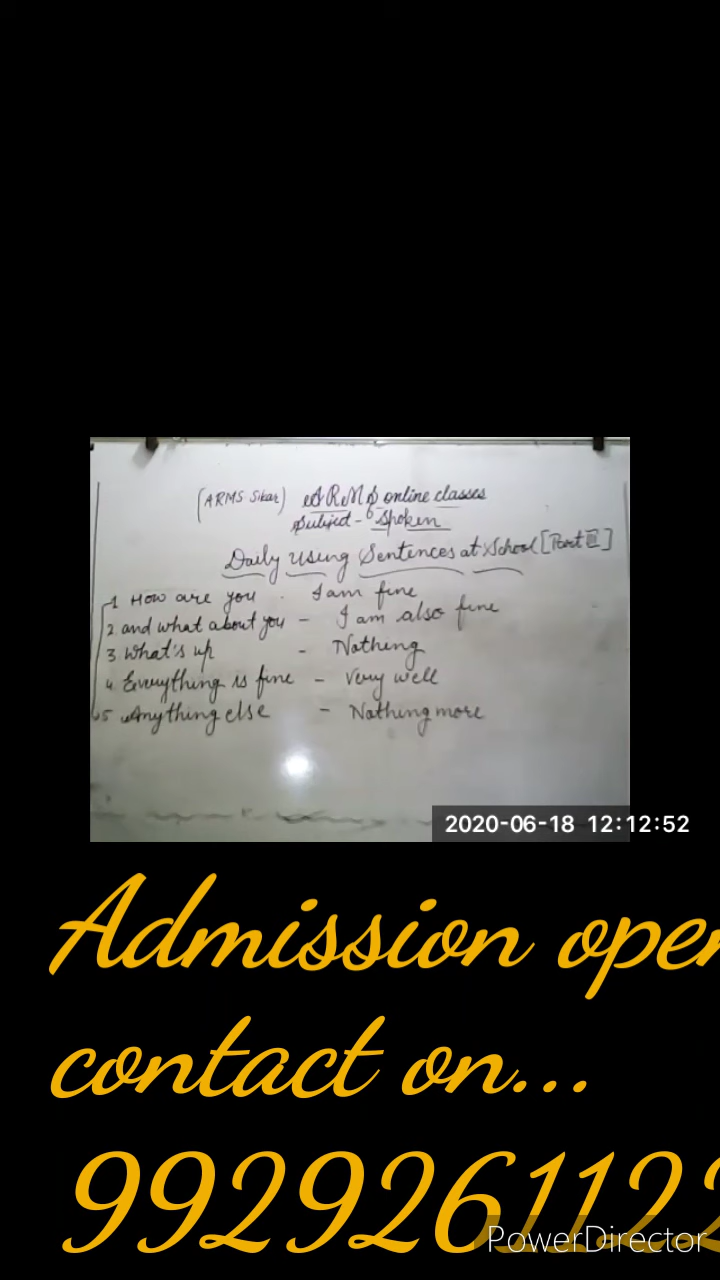 (ARMS Sikar) ARMS online classes
Subject - Spoken
Daily Using Sentences at School [Part II]
1 How are you - I am fine
2. and what about you - I am also fine
3. What's up - Nothing
4. Everything is fine - Very well
5 Anything else - Nothing more
2020-06-18 12:12:52
Admission open
contact on...
9929261122
PowerDirector